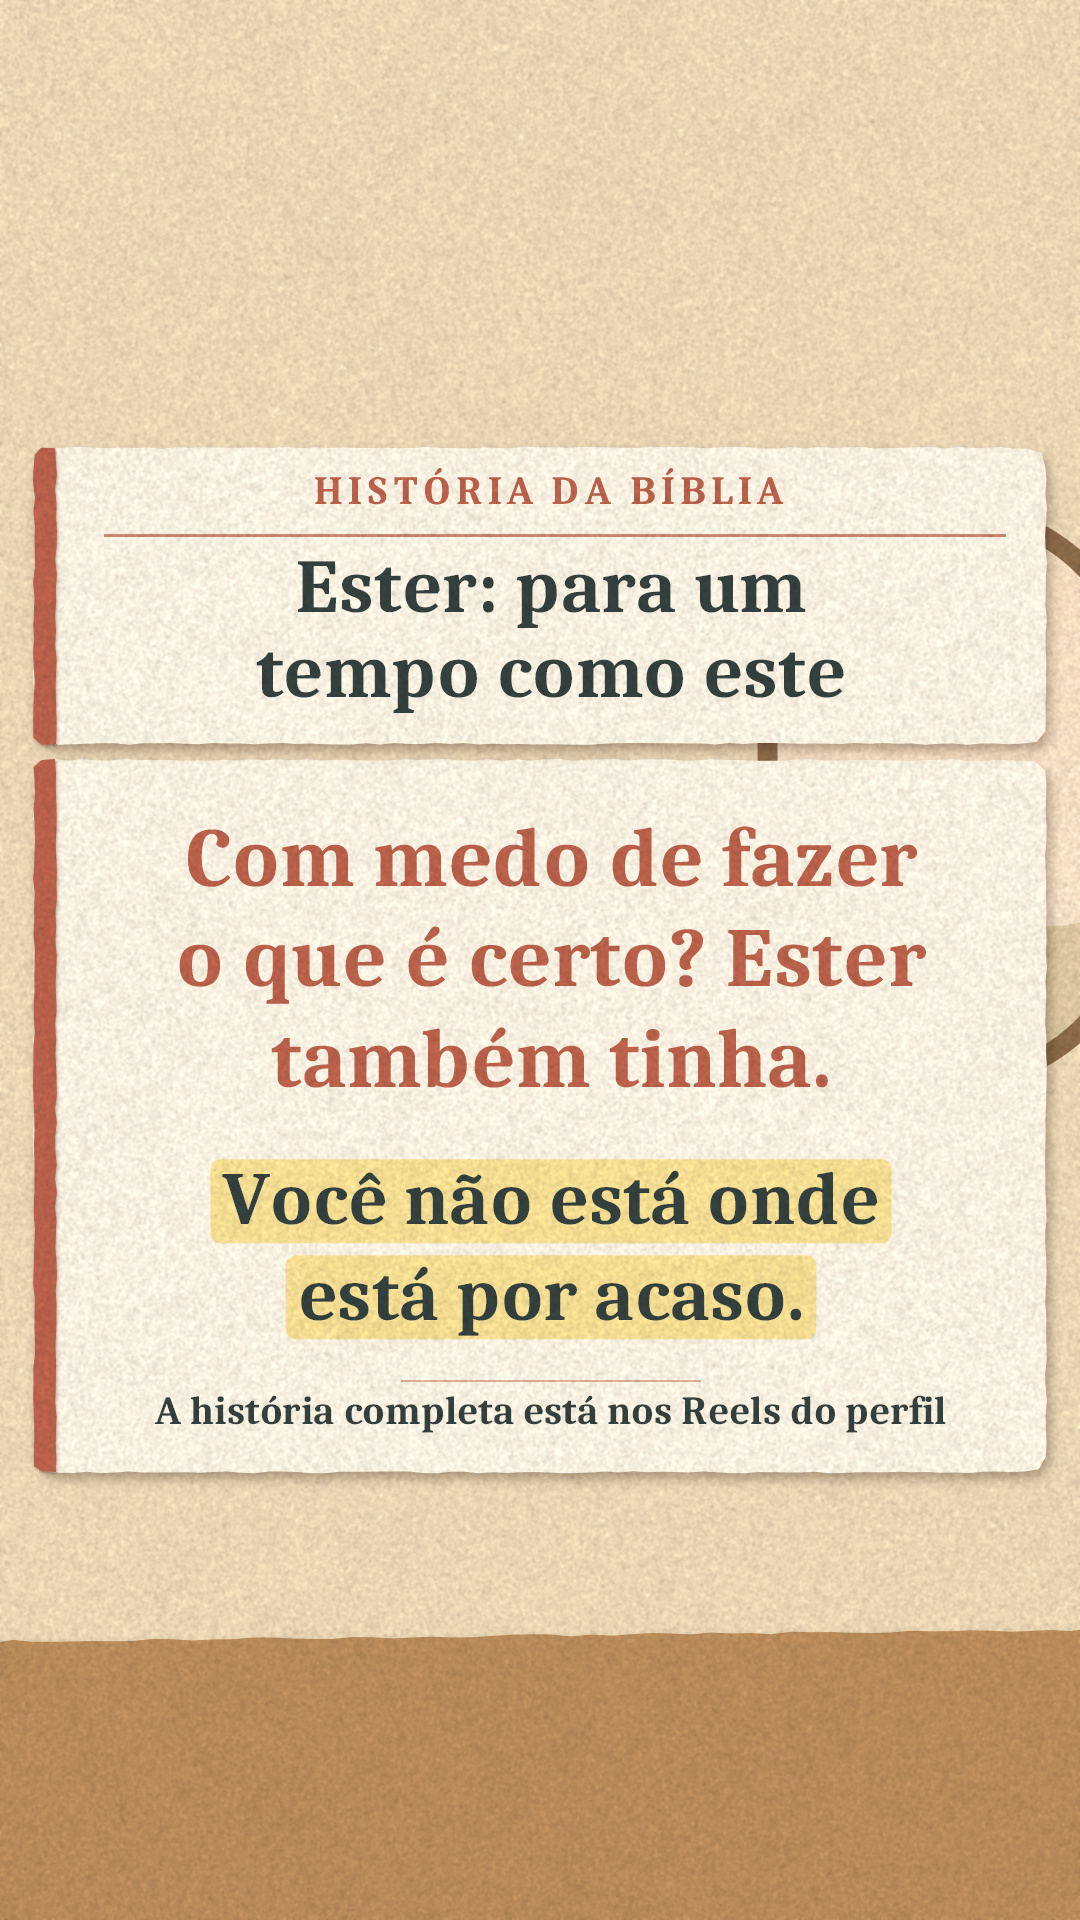 HISTÓRIA DA BÍBLIA
Ester: para um
tempo como este
Com medo de fazer
o que é certo? Ester
também tinha.
Você não está onde
está por acaso.
A história completa está nos Reels do perfil